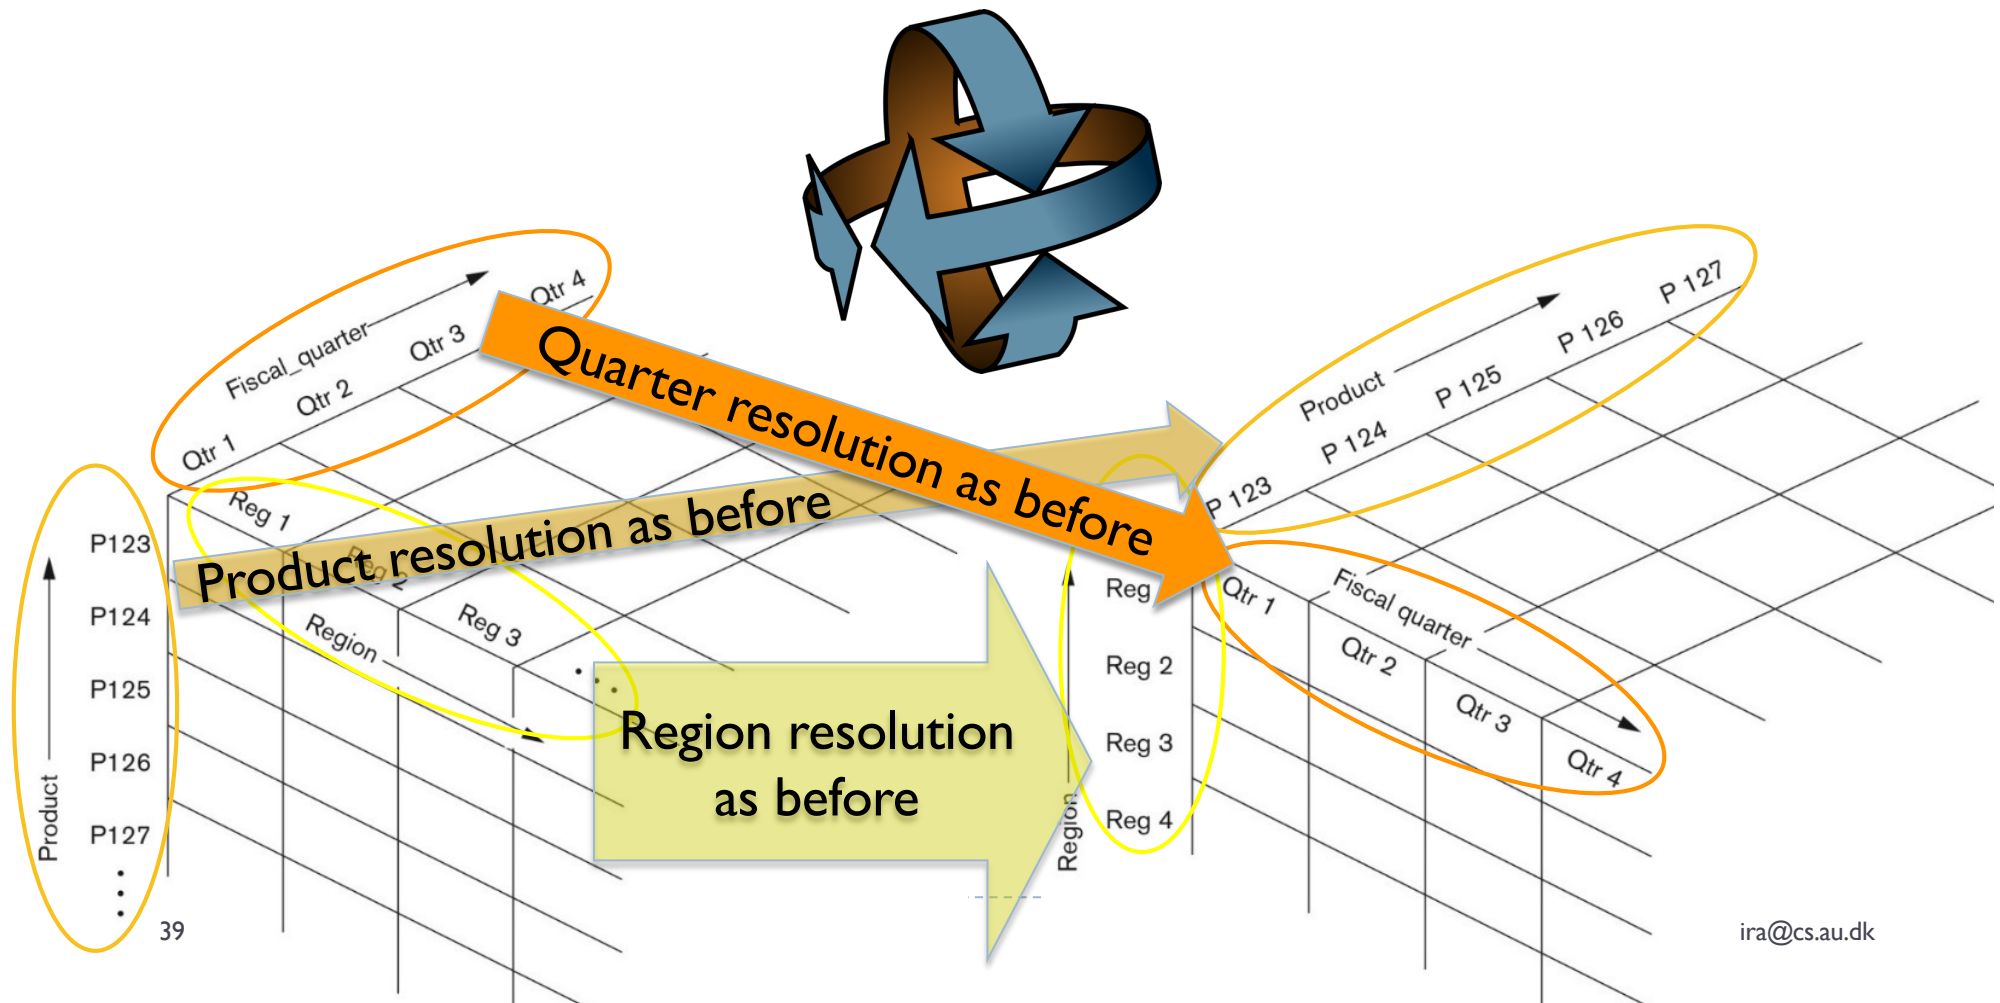 Fiscal_quarter
Qtr 1
Qtr 2
Qtr 3
Qtr 4
Reg 1
Reg 2
Reg 3
. . .
Region
Product
P123
P124
P125
P126
P127
Quarter resolution as before
Product resolution as before
Region resolution
as before
Product
P 123
P 124
P 125
P 126
P 127
Fiscal quarter
Qtr 1
Qtr 2
Qtr 3
Qtr 4
Region
Reg
Reg 2
Reg 3
Reg 4
39
ira@cs.au.dk